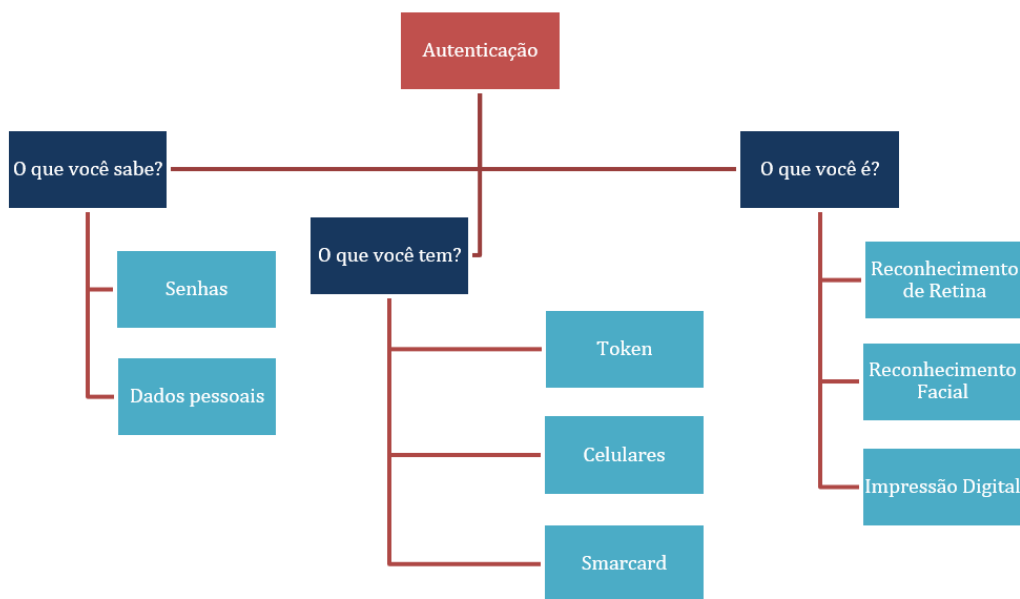 Autenticação
O que você sabe?
Senhas
Dados pessoais
O que você tem?
Token
Celulares
Smarcard
O que você é?
Reconhecimento
de Retina
Reconhecimento
Facial
Impressão Digital